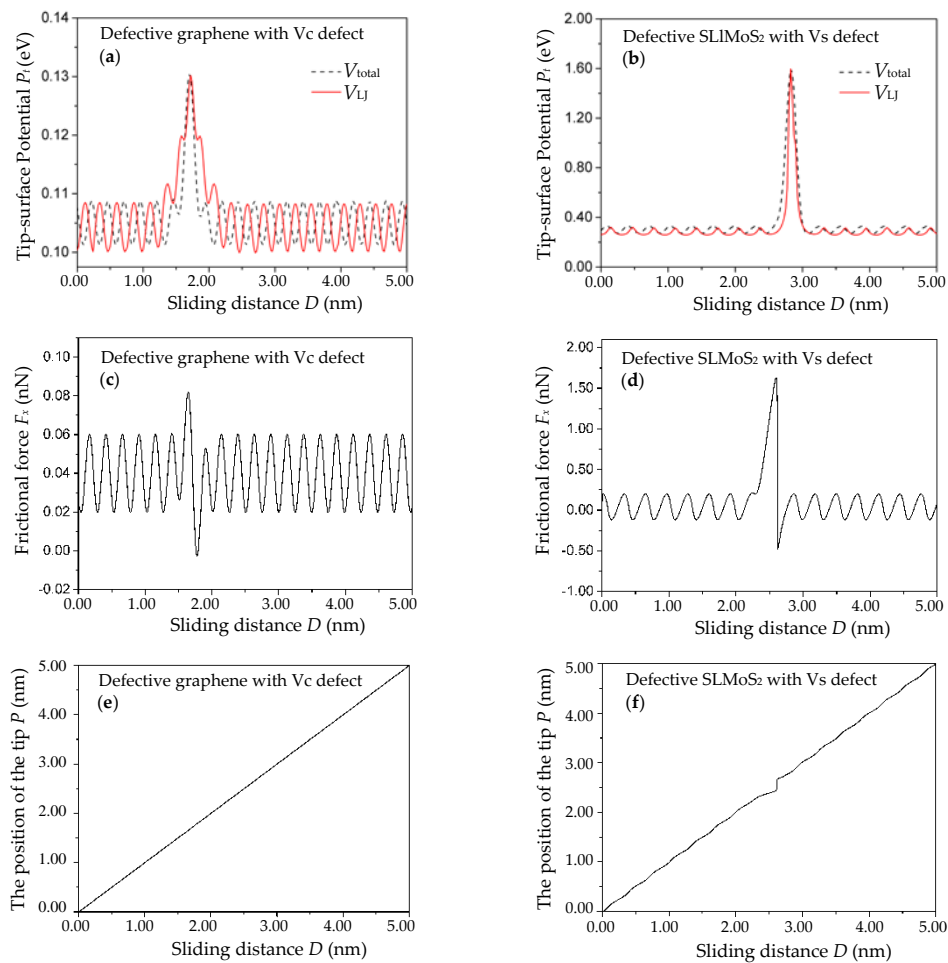 Defective graphene with Vc defect
(a)
Vtotal
VLJ
Tip-surface Potential Pt (eV)
0.14
0.13
0.12
0.11
0.10
0.00 1.00 2.00 3.00 4.00 5.00
Sliding distance D (nm)
Defective SLlMoS2 with Vs defect
(b)
Vtotal
VLJ
Tip-surface Potential Pt (eV)
2.00
1.60
1.20
0.80
0.40
0.00
0.00 1.00 2.00 3.00 4.00 5.00
Sliding distance D (nm)
Defective graphene with Vc defect
(c)
Frictional force Fx (nN)
0.10
0.08
0.06
0.04
0.02
0.00
-0.02
0.00 1.00 2.00 3.00 4.00 5.00
Sliding distance D (nm)
Defective SLMoS2 with Vs defect
(d)
Frictional force Fx (nN)
2.00
1.50
1.00
0.50
0.00
-0.50
-1.00
0.00 1.00 2.00 3.00 4.00 5.00
Sliding distance D (nm)
Defective graphene with Vc defect
(e)
The position of the tip P (nm)
5.00
4.00
3.00
2.00
1.00
0.00
0.00 1.00 2.00 3.00 4.00 5.00
Sliding distance D (nm)
Defective SLMoS2 with Vs defect
(f)
The position of the tip P (nm)
5.00
4.00
3.00
2.00
1.00
0.00
0.00 1.00 2.00 3.00 4.00 5.00
Sliding distance D (nm)